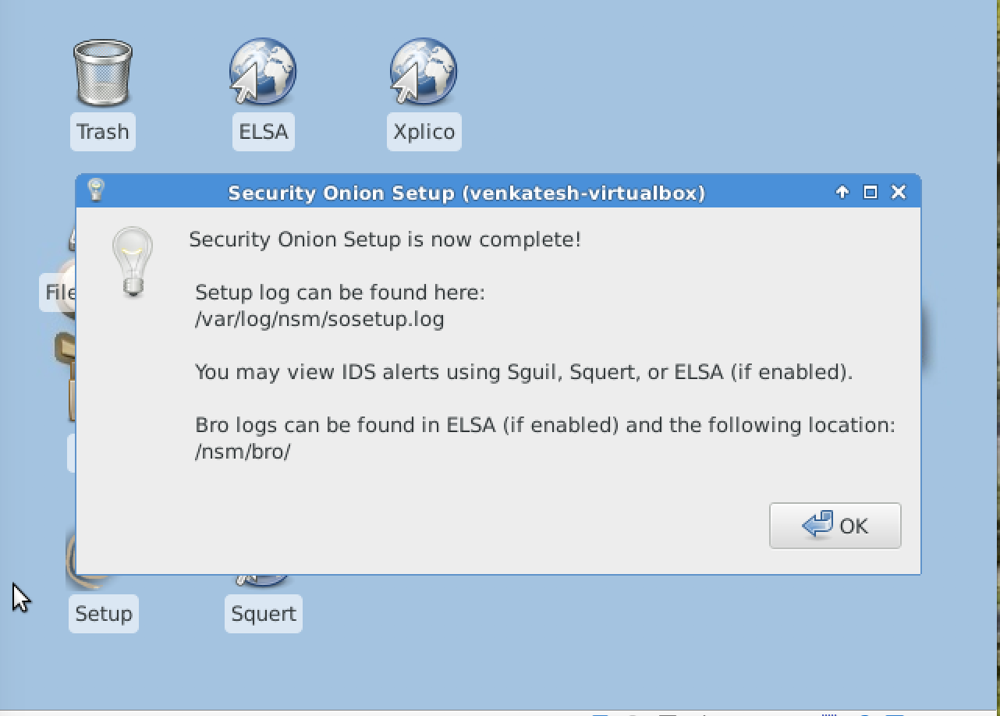 Trash
ELSA
Xplico
Security Onion Setup (venkatesh-virtualbox)
Security Onion Setup is now complete!
File
Setup log can be found here:
/var/log/nsm/sosetup.log
You may view IDS alerts using Sguil, Squert, or ELSA (if enabled).
Bro logs can be found in ELSA (if enabled) and the following location:
/nsm/bro/
OK
Setup
Squert